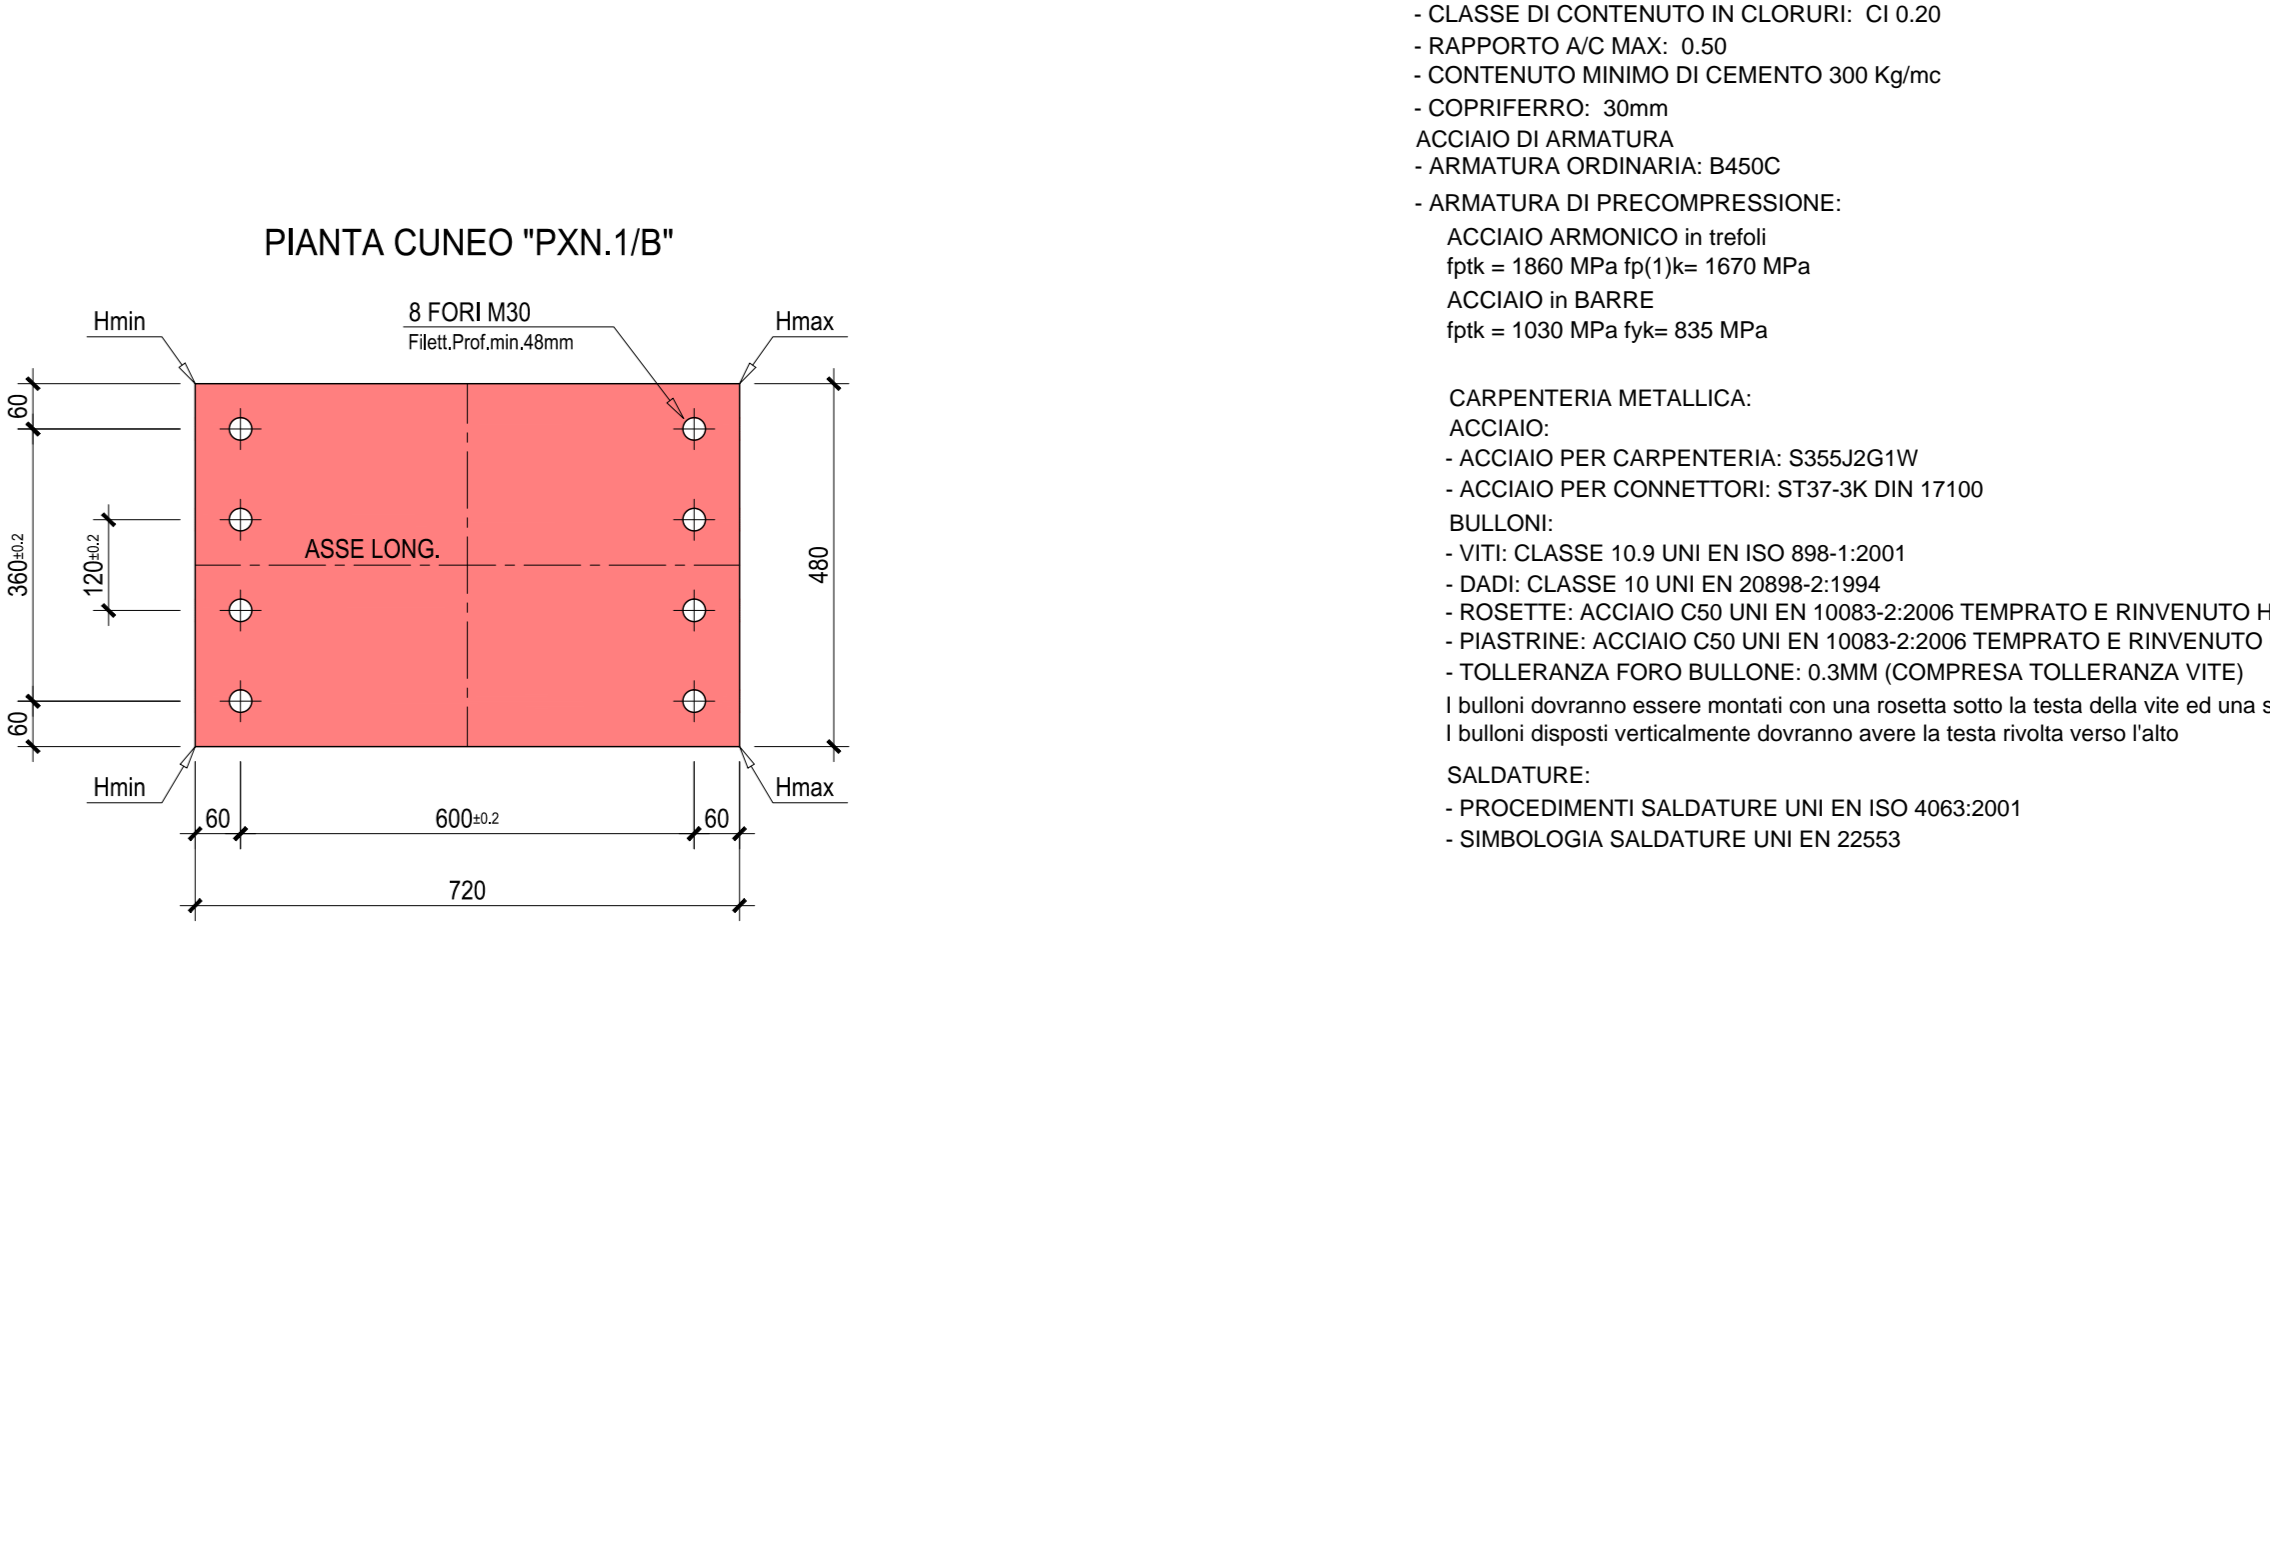 PIANTA CUNEO "PXN.1/B"
Hmin
8 FORI M30
Filett.Prof.min.48mm
Hmax
60
360±0.2
120±0.2
ASSE LONG.
480
60
Hmin
Hmax
60
600±0.2
60
720
- CLASSE DI CONTENUTO IN CLORURI: Cl 0.20
- RAPPORTO A/C MAX: 0.50
- CONTENUTO MINIMO DI CEMENTO 300 Kg/mc
- COPRIFERRO: 30mm
ACCIAIO DI ARMATURA
- ARMATURA ORDINARIA: B450C
- ARMATURA DI PRECOMPRESSIONE:
ACCIAIO ARMONICO in trefoli
fptk = 1860 MPa fp(1)k= 1670 MPa
ACCIAIO in BARRE
fptk = 1030 MPa fyk= 835 MPa
CARPENTERIA METALLICA:
ACCIAIO:
- ACCIAIO PER CARPENTERIA: S355J2G1W
- ACCIAIO PER CONNETTORI: ST37-3K DIN 17100
BULLONI:
- VITI: CLASSE 10.9 UNI EN ISO 898-1:2001
- DADI: CLASSE 10 UNI EN 20898-2:1994
- ROSETTE: ACCIAIO C50 UNI EN 10083-2:2006 TEMPRATO E RINVENUTO H
- PIASTRINE: ACCIAIO C50 UNI EN 10083-2:2006 TEMPRATO E RINVENUTO
- TOLLERANZA FORO BULLONE: 0.3MM (COMPRESA TOLLERANZA VITE)
I bulloni dovranno essere montati con una rosetta sotto la testa della vite ed una s
I bulloni disposti verticalmente dovranno avere la testa rivolta verso l'alto
SALDATURE:
- PROCEDIMENTI SALDATURE UNI EN ISO 4063:2001
- SIMBOLOGIA SALDATURE UNI EN 22553